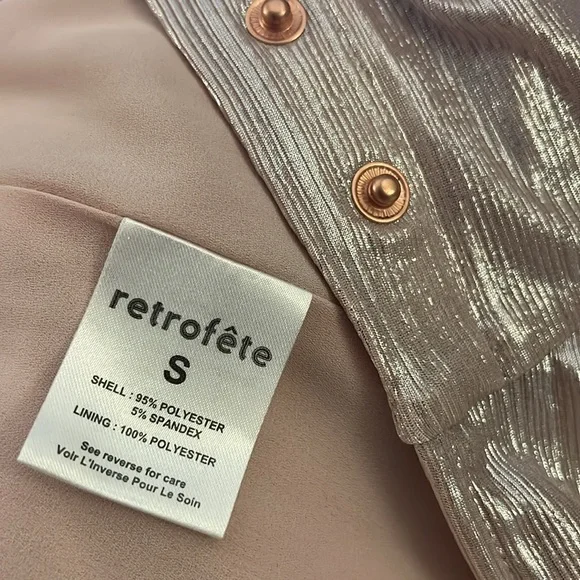 retrofête
S
SHELL : 95% POLYESTER
5% SPANDEX
LINING : 100% POLYESTER
See reverse for care
Voir L'Inverse Pour Le Soin